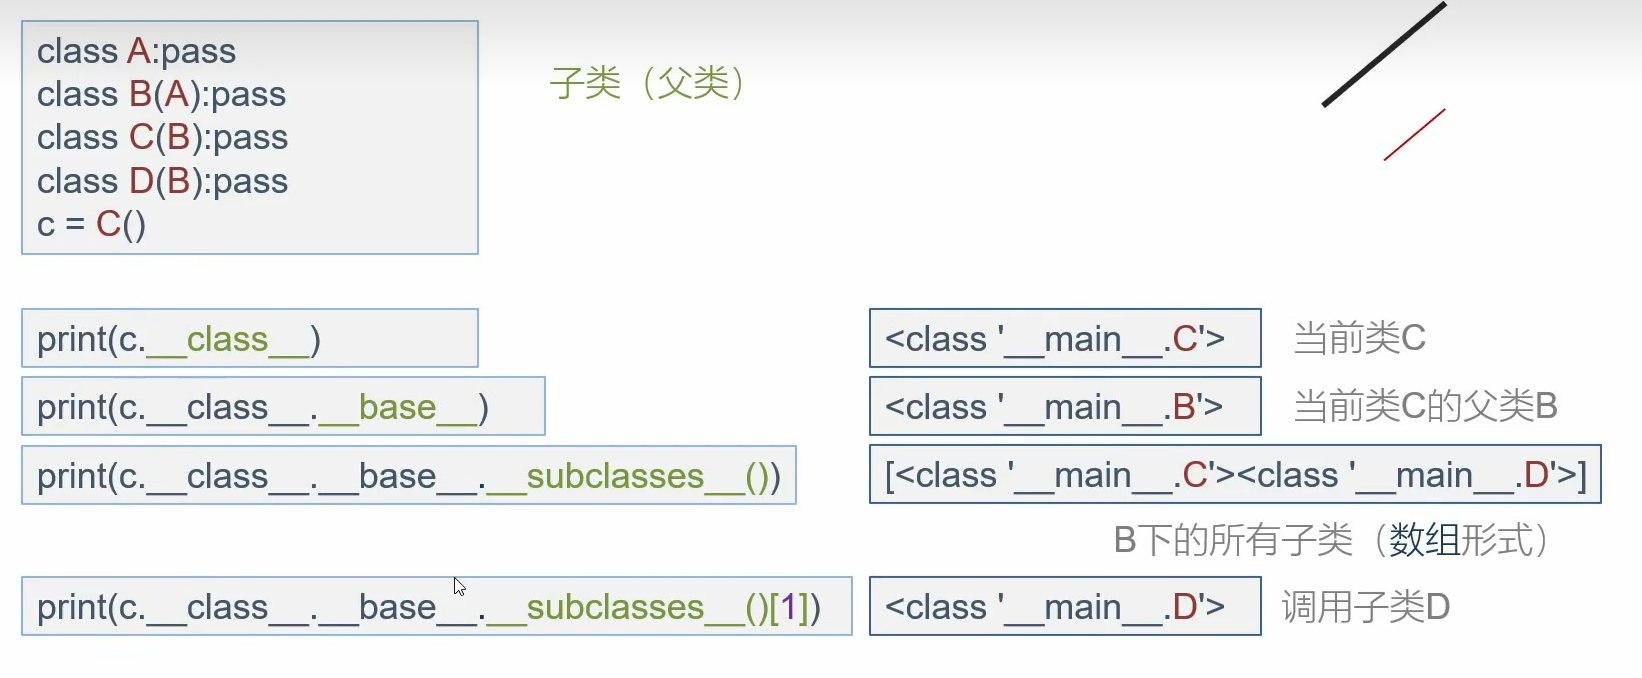 class A:pass
class B(A):pass
class C(B):pass
class D(B):pass
c = C()
子类（父类）
print(c.__class__)
<class '__main__.C'>
当前类C
print(c.__class__.__base__)
<class '__main__.B'>
当前类C的父类B
print(c.__class__.__base__.__subclasses__())
[<class '__main__.C'><class '__main__.D'>]
B下的所有子类（数组形式）
print(c.__class__.__base__.__subclasses__()[1])
<class '__main__.D'>
调用子类D